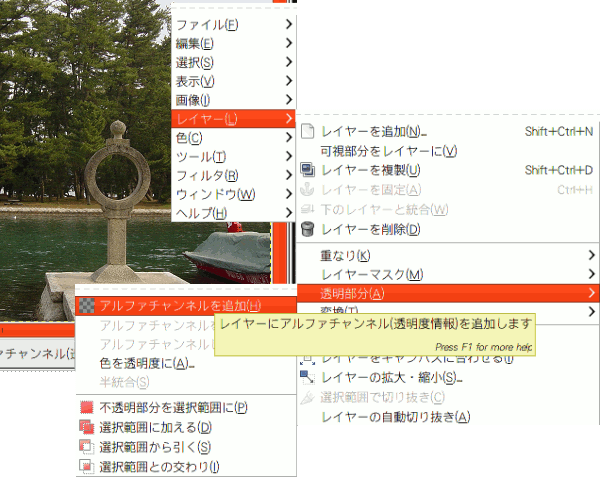 ファイル(F)
編集(E)
選択(S)
表示(V)
画像(I)
レイヤー(L)
色(C)
ツール(T)
フィルタ(R)
ウィンドウ(W)
ヘルプ(H)
レイヤーを追加(N)... Shift+Ctrl+N
可視部分をレイヤーに(V)
レイヤーを複製(U) Shift+Ctrl+D
レイヤーを固定(A) Ctrl+H
下のレイヤーと統合(W)
レイヤーを削除(D)
重なり(K)
レイヤーマスク(M)
透明部分(A)
変換(T)
レイヤーをキャンバスに合わせる(I)
レイヤーの拡大・縮小(S)...
選択範囲で切り抜き(C)
レイヤーの自動切り抜き(A)
アルファチャンネルを追加(H)
アルファチャンネルを
アルファチャンネル
色を透明度に(A)...
半統合(S)
不透明部分を選択範囲に(P)
選択範囲に加える(D)
選択範囲から引く(S)
選択範囲との交わり(I)
レイヤーにアルファチャンネル(透明度情報)を追加します
Press F1 for more help
ァチャンネル(透